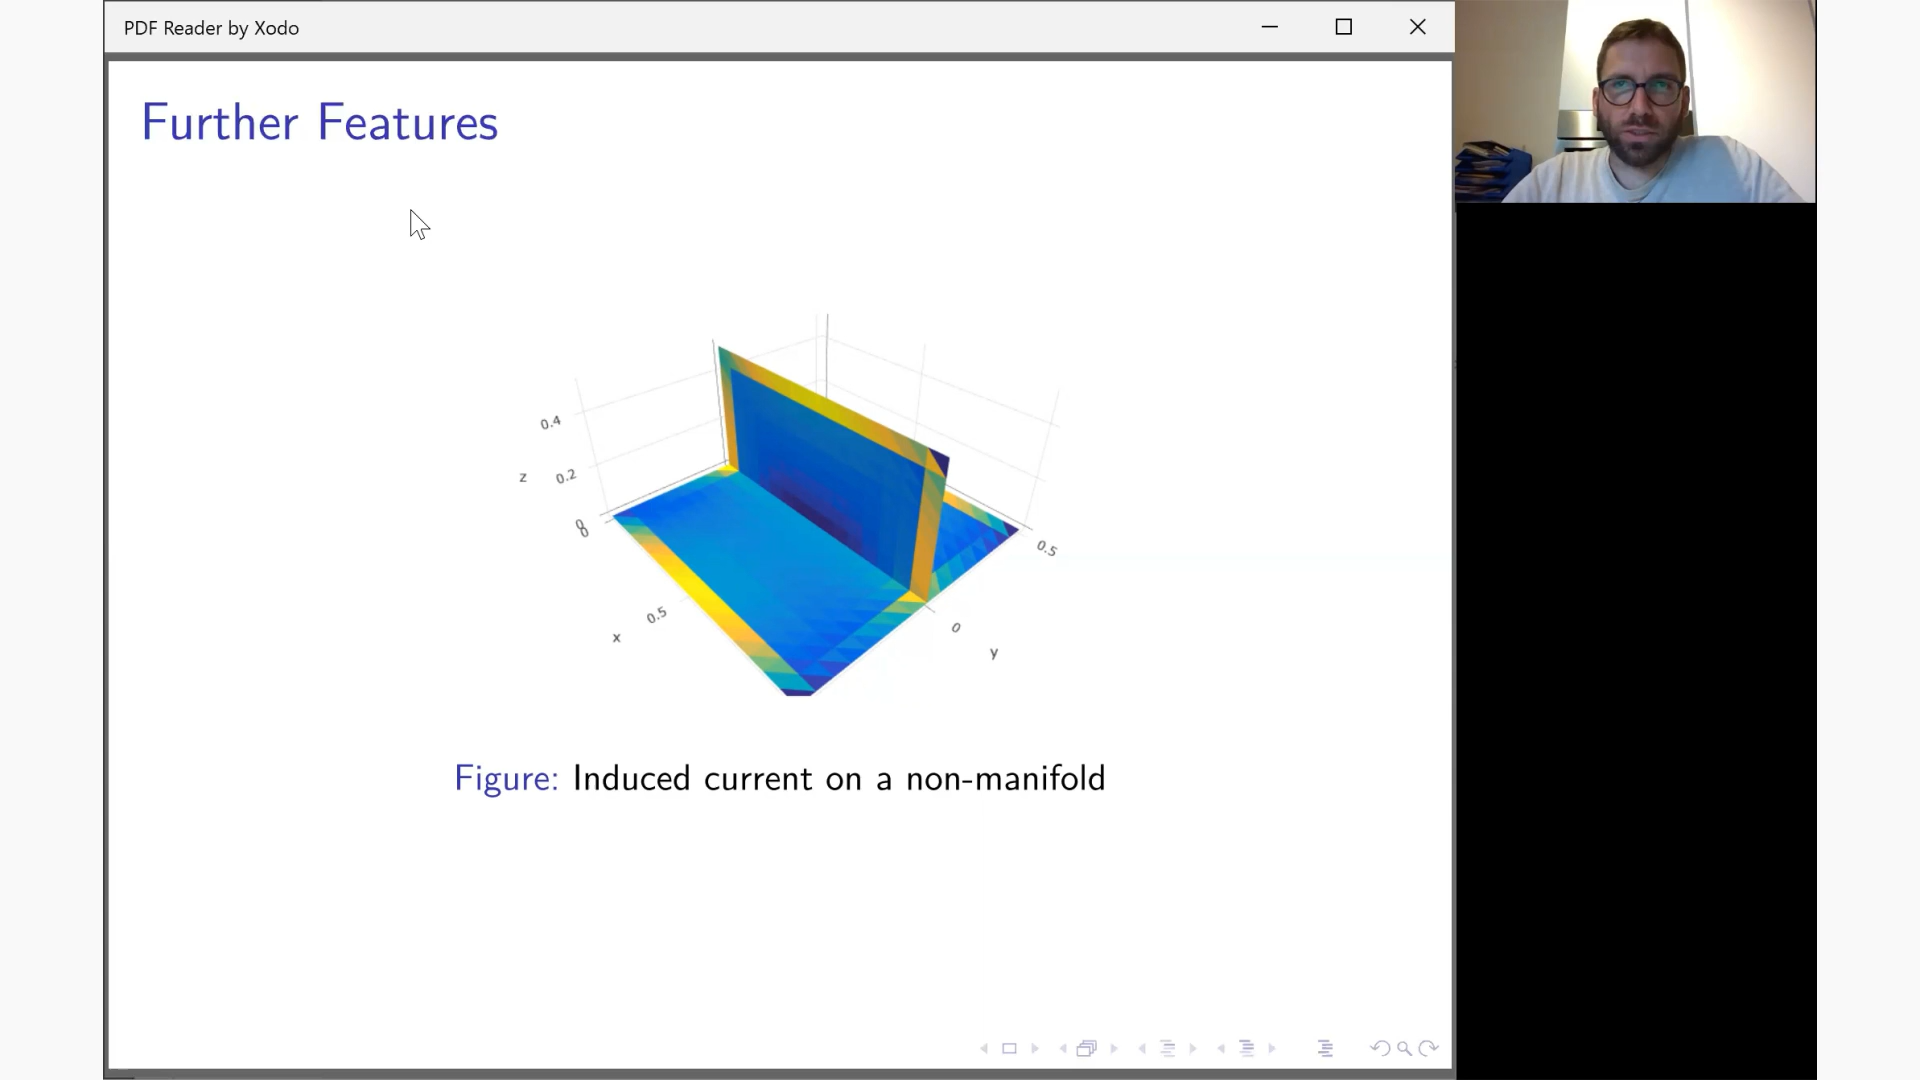 PDF Reader by Xodo
Further Features
0.4
z
0.2
0
0
0.5
x
0.5
0
y
Figure: Induced current on a non-manifold